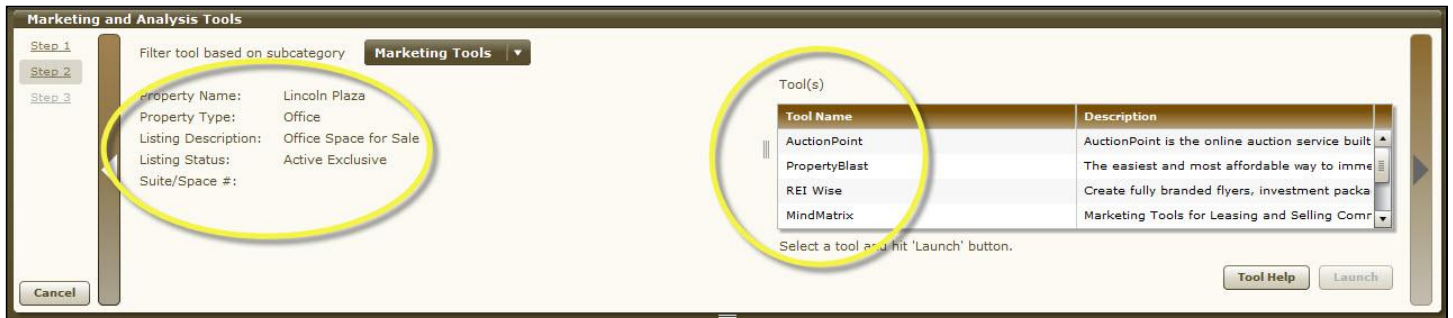 Marketing and Analysis Tools
Step 1
Step 2
Step 3
Filter tool based on subcategory Marketing Tools
Property Name: Lincoln Plaza
Property Type: Office
Listing Description: Office Space for Sale
Listing Status: Active Exclusive
Suite/Space #:
Tool(s)
Tool Name Description
AuctionPoint AuctionPoint is the online auction service built
PropertyBlast The easiest and most affordable way to imme
REI Wise Create fully branded flyers, investment packa
MindMatrix Marketing Tools for Leasing and Selling Comr
Select a tool and hit 'Launch' button.
Cancel
Tool Help Launch